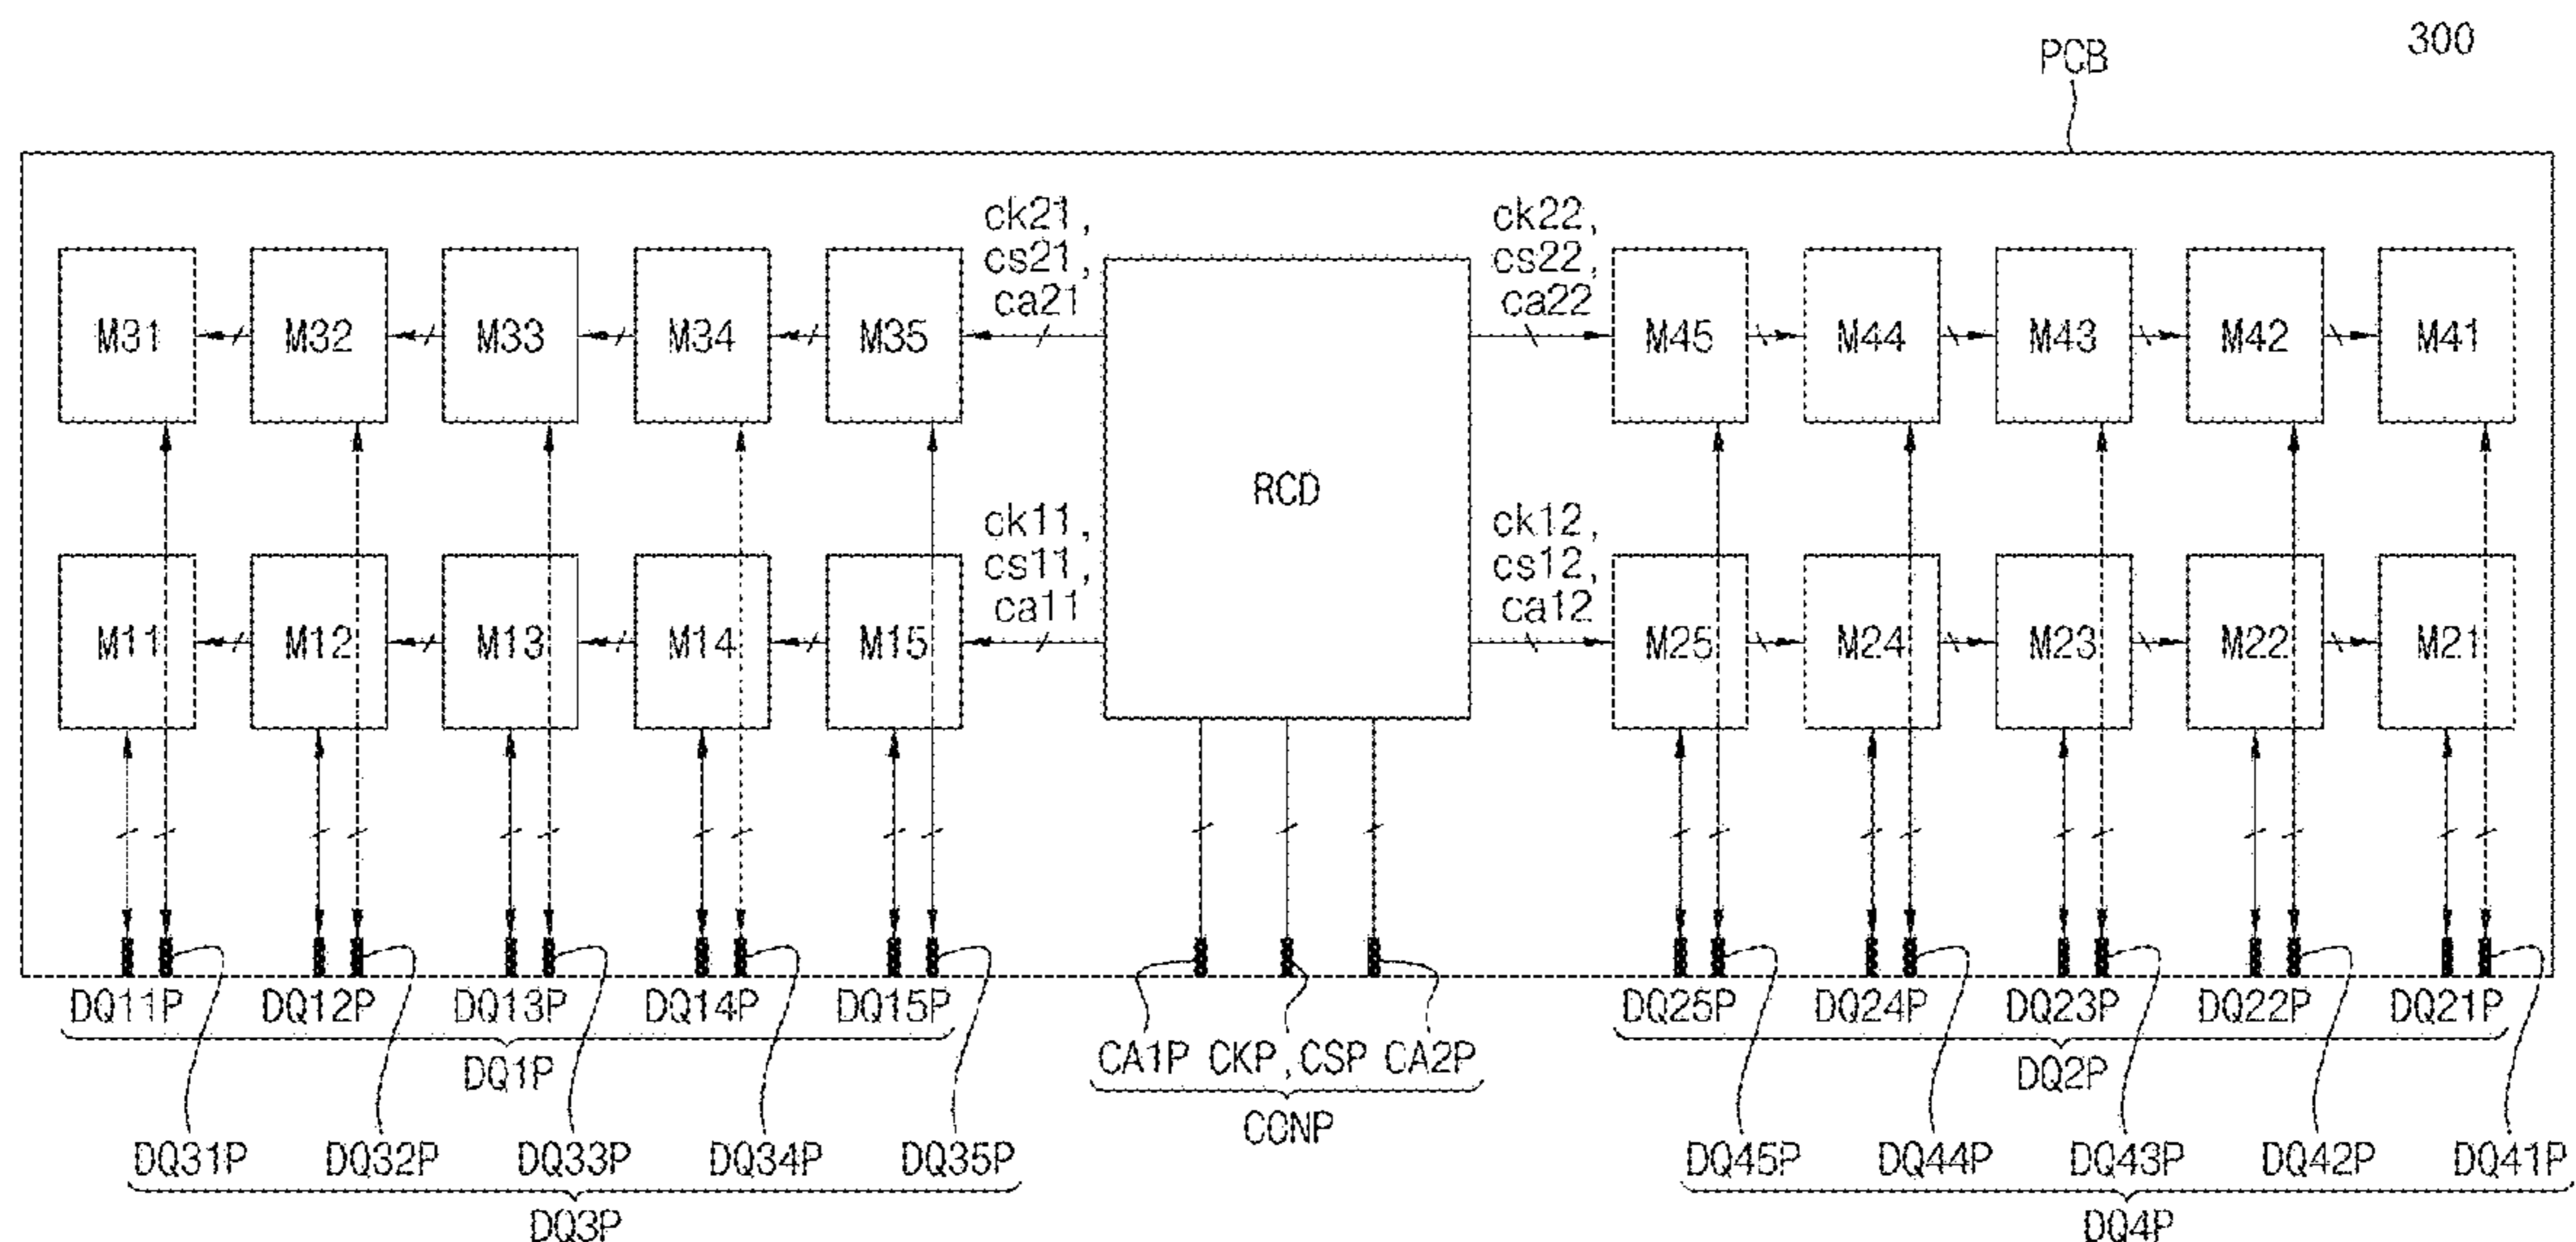 300
PCB
ck21, ck22,
cs21, cs22,
ca21 ca22
M31 M32 M33 M34 M35 M45 M44 M43 M42 M41
RCD
ck11, ck12,
cs11, cs12,
ca11 ca12
M11 M12 M13 M14 M15 M25 M24 M23 M22 M21
DQ11P DQ12P DQ13P DQ14P DQ15P DQ25P DQ24P DQ23P DQ22P DQ21P
CA1P CKP,CSP CA2P
DQ1P DQ2P
CONP
DQ31P DQ32P DQ33P DQ34P DQ35P DQ45P DQ44P DQ43P DQ42P DQ41P
DQ3P DQ4P